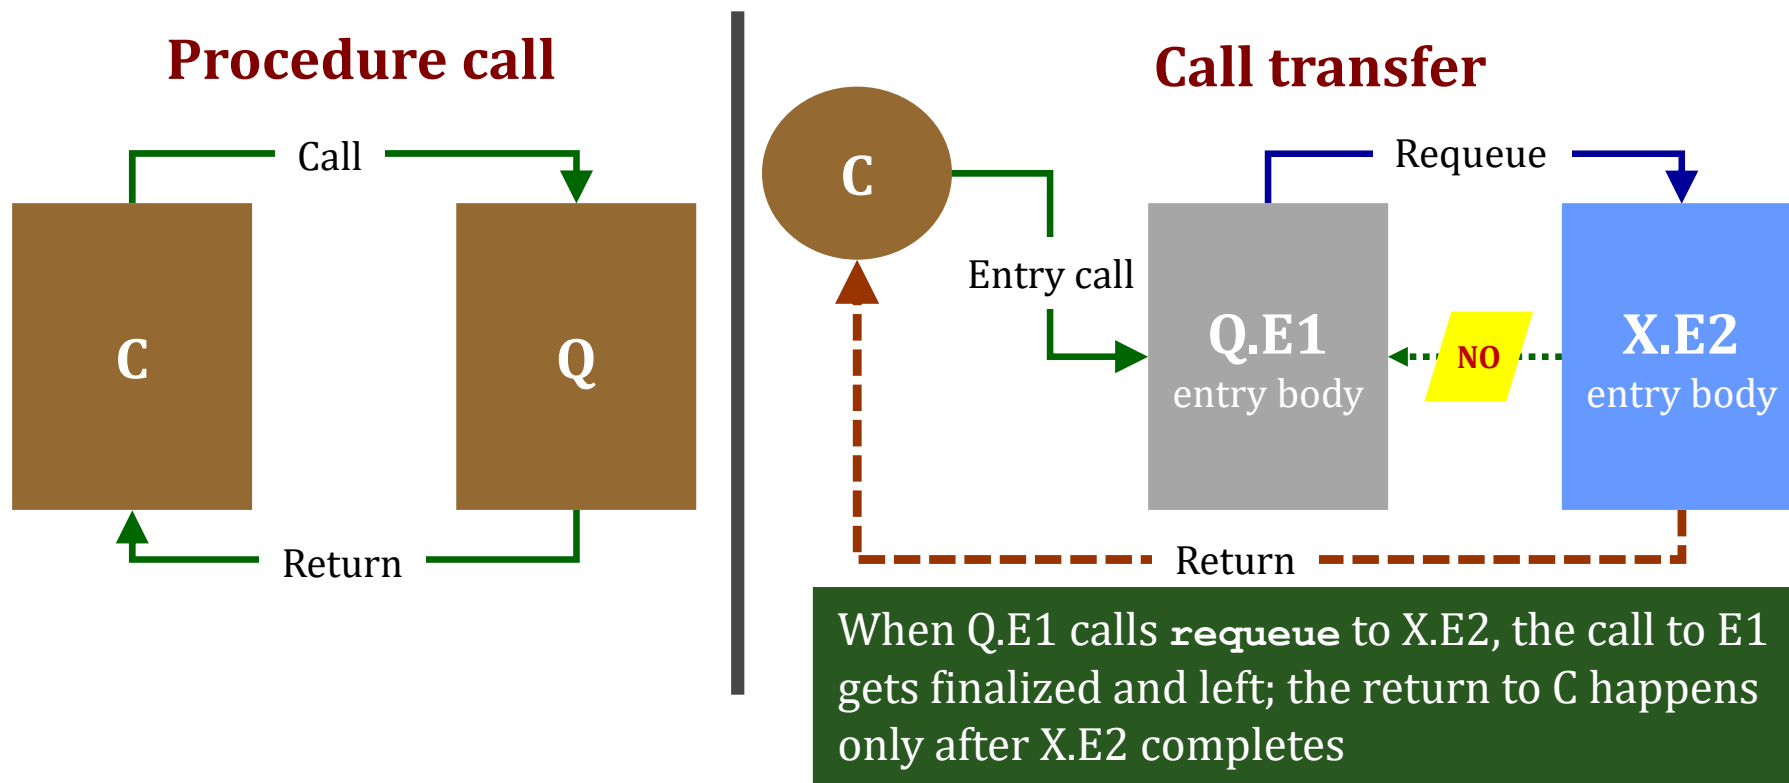 Procedure call
Call
C
Q
Return
Call transfer
C
Requeue
Entry call
Q.E1
entry body
NO
X.E2
entry body
Return
When Q.E1 calls requeue to X.E2, the call to E1
gets finalized and left; the return to C happens
only after X.E2 completes